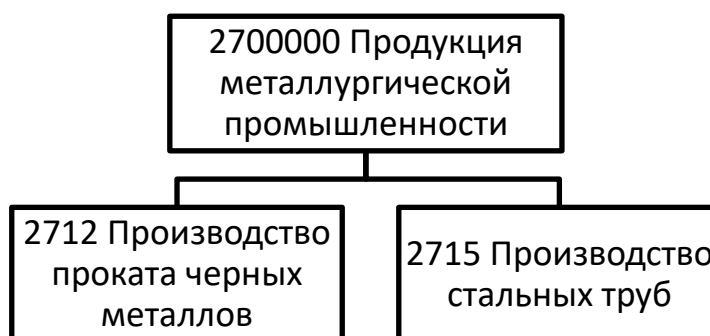 2700000 Продукция
металлургической
промышленности
2712 Производство
проката черных
металлов
2715 Производство
стальных труб